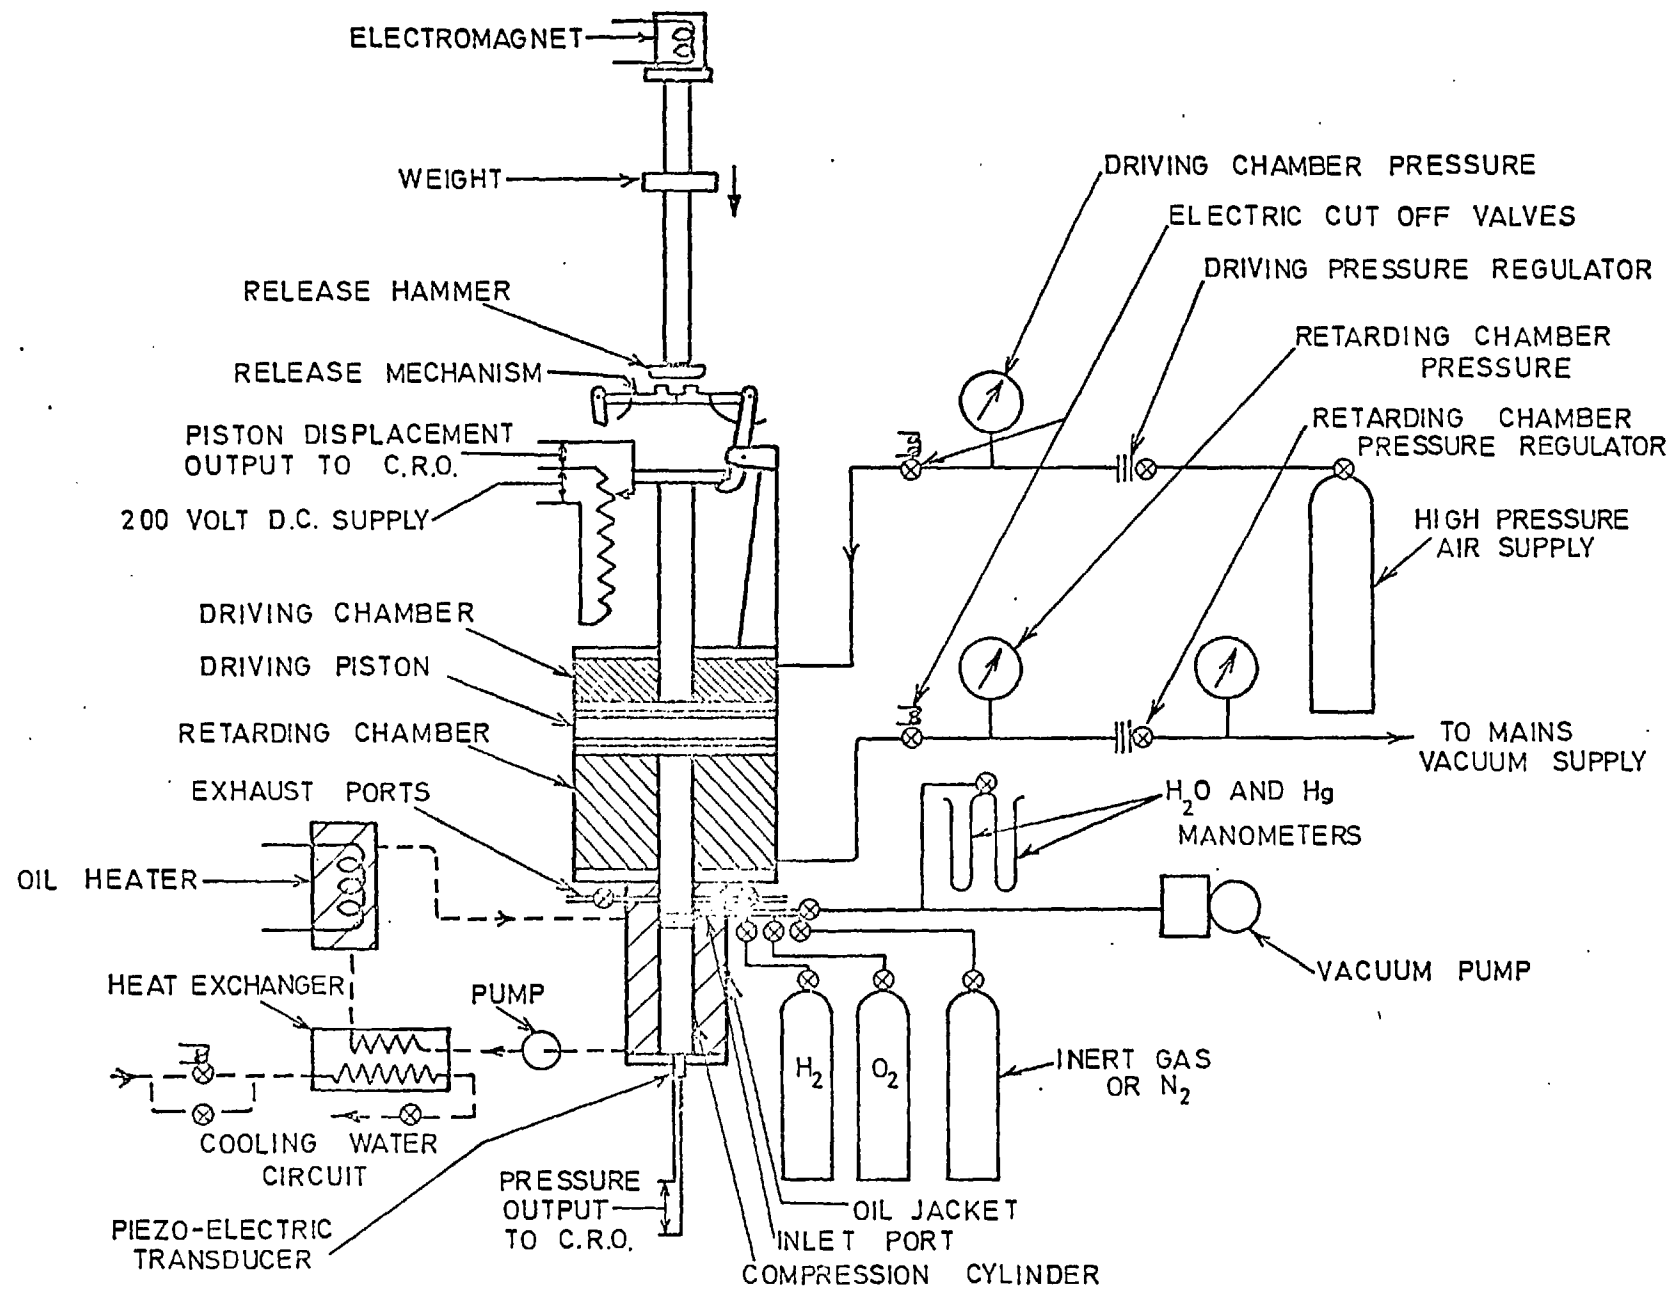 ELECTROMAGNET
WEIGHT
RELEASE HAMMER
RELEASE MECHANISM
PISTON DISPLACEMENT
OUTPUT TO C.R.O.
200 VOLT D.C. SUPPLY
DRIVING CHAMBER
DRIVING PISTON
RETARDING CHAMBER
EXHAUST PORTS
OIL HEATER
HEAT EXCHANGER
PUMP
COOLING WATER
CIRCUIT
PIEZO-ELECTRIC
TRANSDUCER
PRESSURE
OUTPUT
TO C.R.O.
DRIVING CHAMBER PRESSURE
ELECTRIC CUT OFF VALVES
DRIVING PRESSURE REGULATOR
RETARDING CHAMBER
PRESSURE
RETARDING CHAMBER
PRESSURE REGULATOR
HIGH PRESSURE
AIR SUPPLY
TO MAINS
VACUUM SUPPLY
H2O AND Hg
MANOMETERS
VACUUM PUMP
H2
O2
INERT GAS
OR N2
OIL JACKET
INLET PORT
COMPRESSION CYLINDER